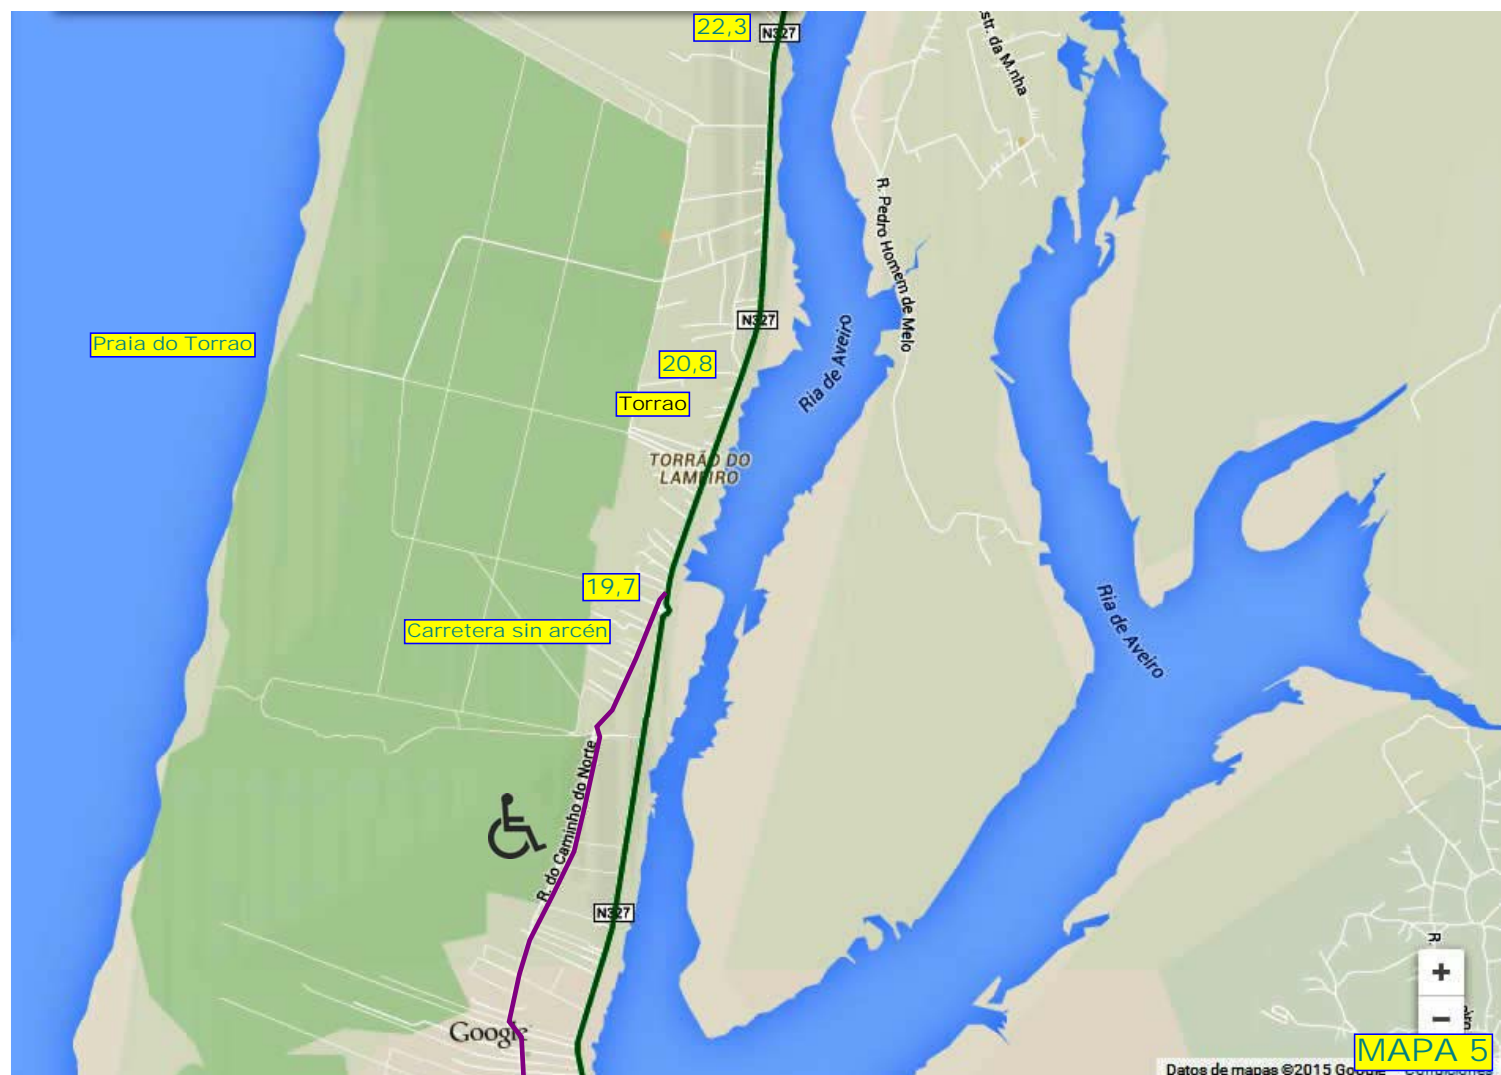 22,3
N327
Estr. da M.nha
R. Pedro Homem de Melo
N327
Ria de Aveiro
Praia do Torrao
20,8
Torrao
TORRÃO DO
LAMEIRO
19,7
Carretera sin arcén
Ria de Aveiro
R. do Caminho do Norte
N327
R.
+
−
Google
MAPA 5
Datos de mapas ©2015 Google
Condiciones